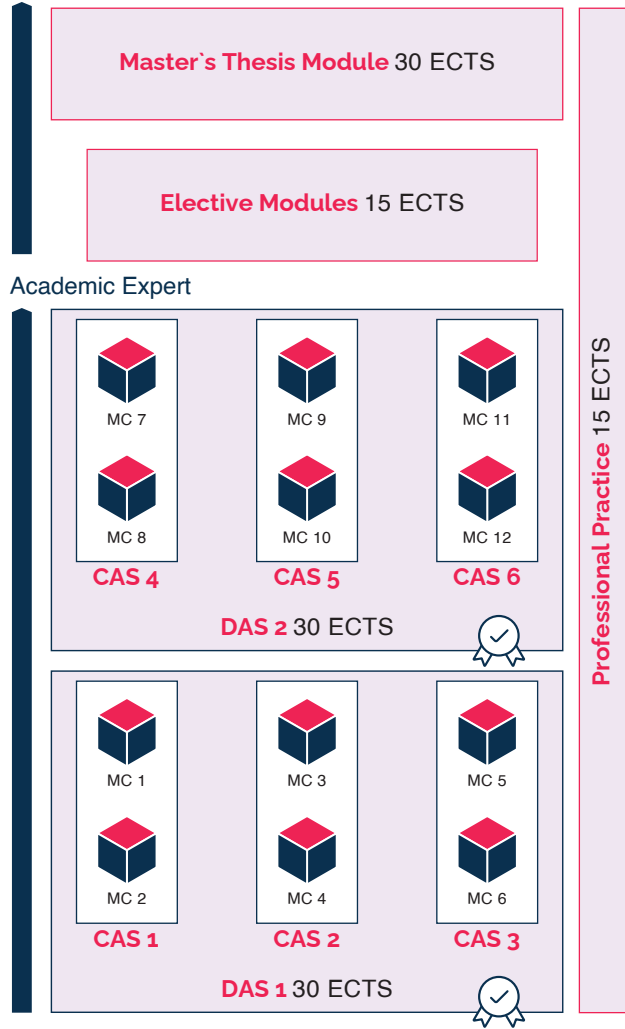 Master`s Thesis Module 30 ECTS
Elective Modules 15 ECTS
Academic Expert
MC 7
MC 9
MC 11
MC 8
MC 10
MC 12
CAS 4
CAS 5
CAS 6
DAS 2 30 ECTS
MC 1
MC 3
MC 5
MC 2
MC 4
MC 6
CAS 1
CAS 2
CAS 3
DAS 1 30 ECTS
Professional Practice 15 ECTS